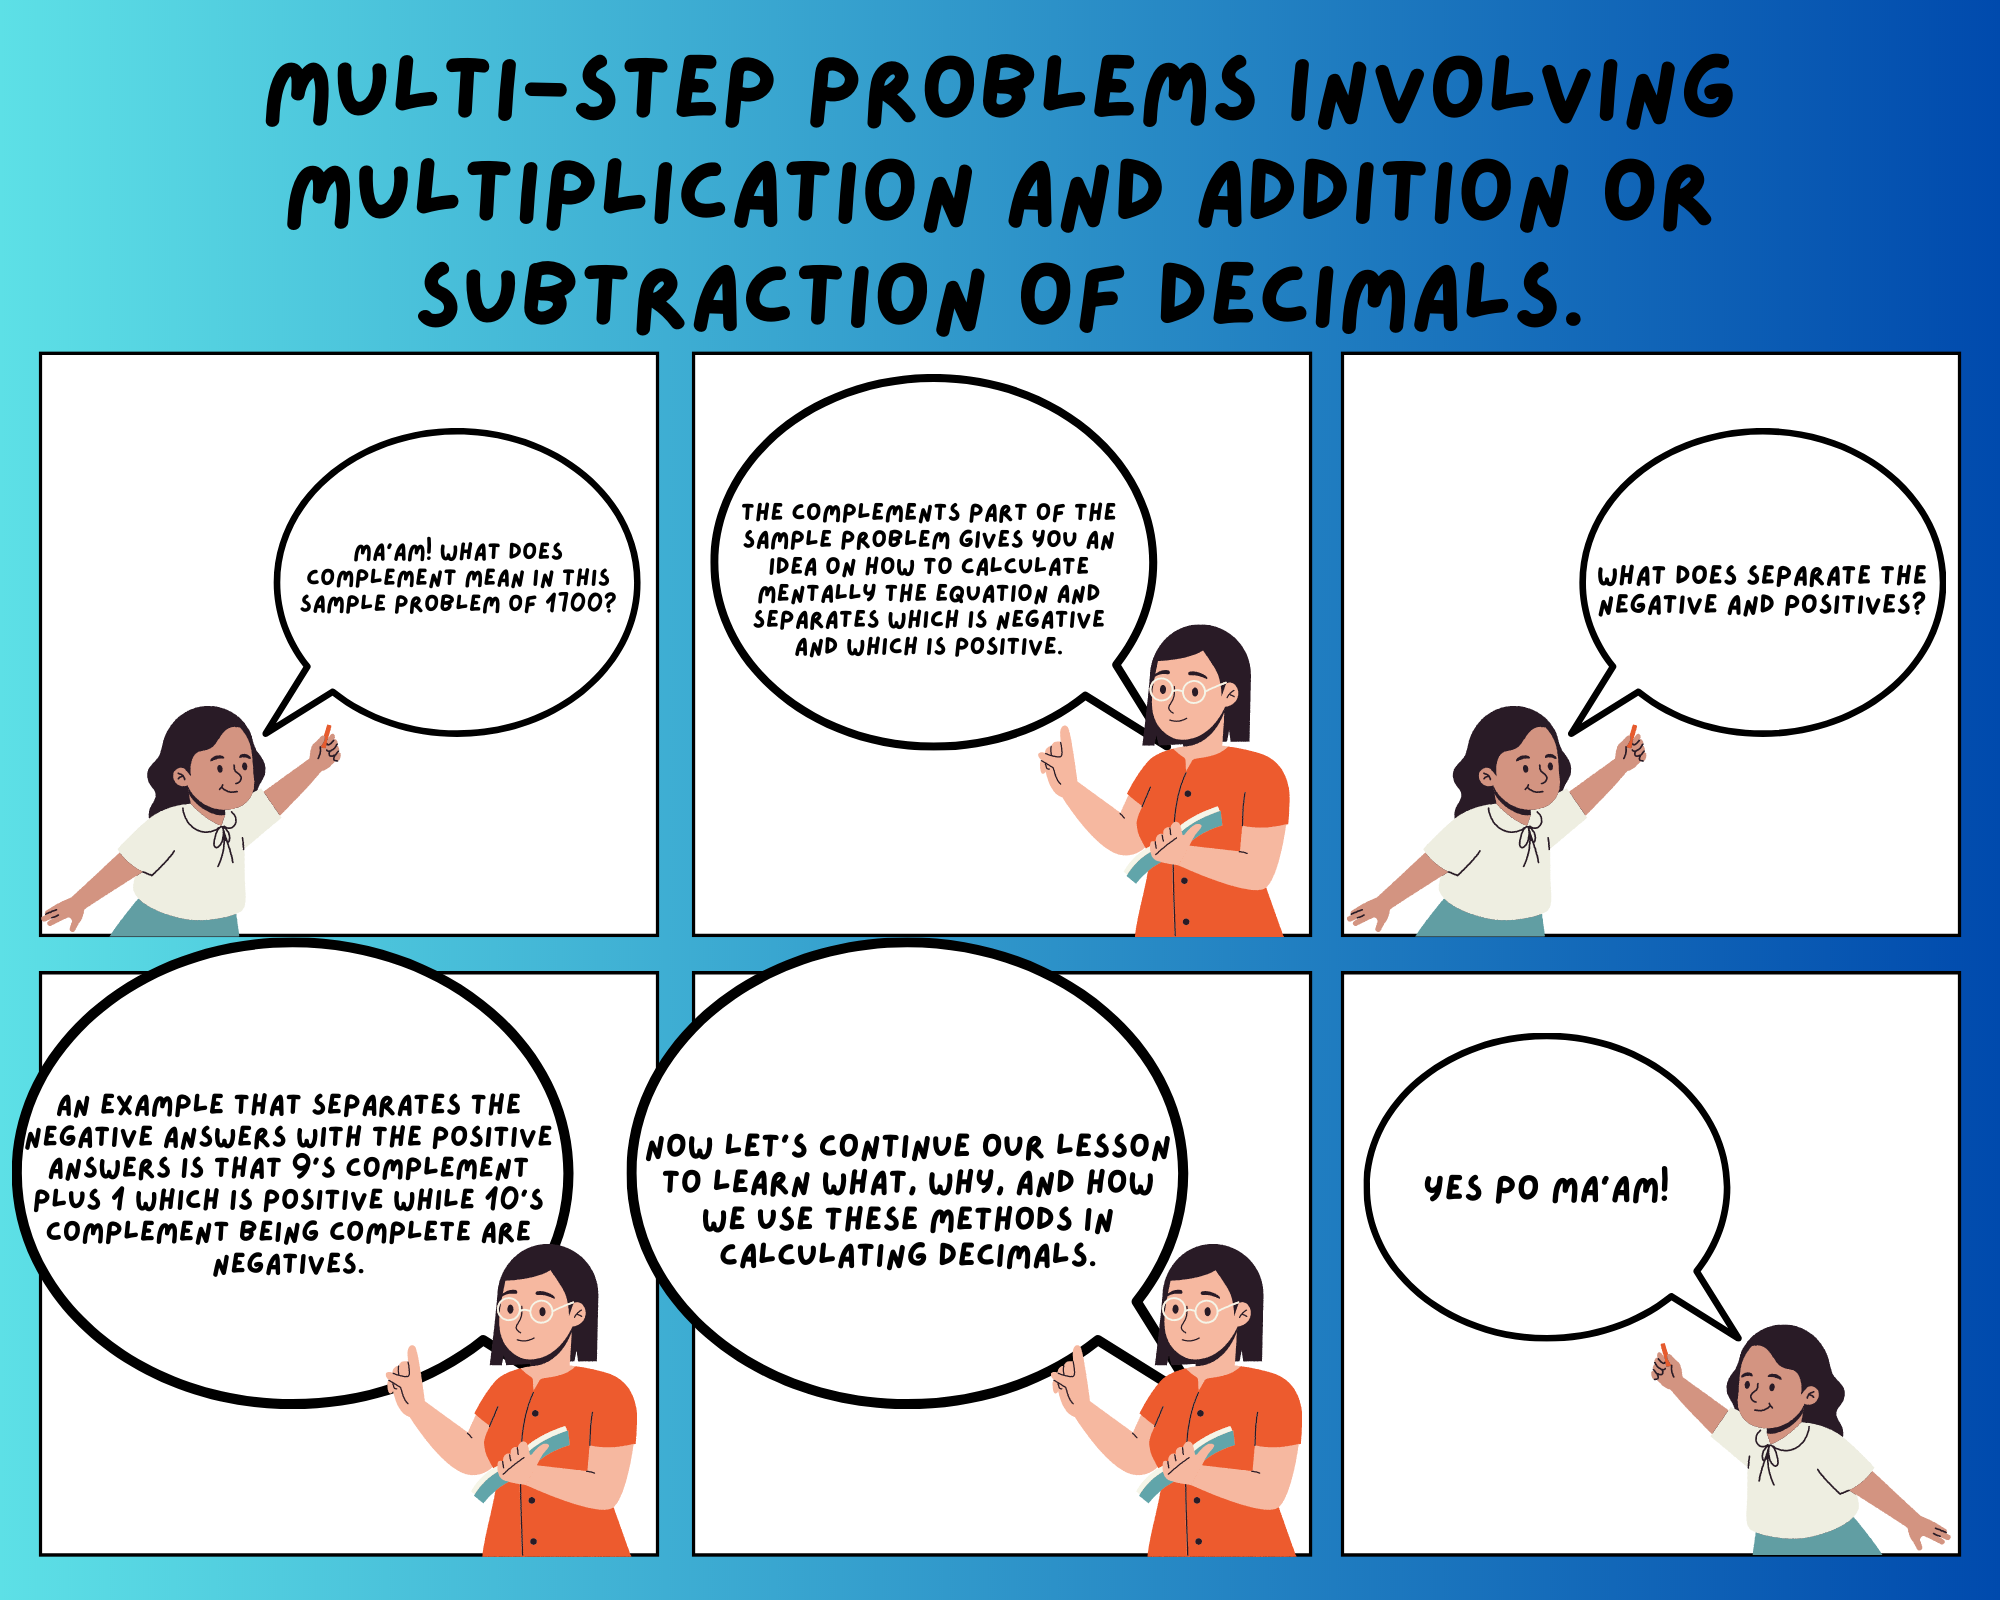 MULTI-STEP PROBLEMS INVOLVING
MULTIPLICATION AND ADDITION OR
SUBTRACTION OF DECIMALS.
MA'AM! WHAT DOES
COMPLEMENT MEAN IN THIS
SAMPLE PROBLEM OF 1700?
THE COMPLEMENTS PART OF THE
SAMPLE PROBLEM GIVES YOU AN
IDEA ON HOW TO CALCULATE
MENTALLY THE EQUATION AND
SEPARATES WHICH IS NEGATIVE
AND WHICH IS POSITIVE.
WHAT DOES SEPARATE THE
NEGATIVE AND POSITIVES?
AN EXAMPLE THAT SEPARATES THE
NEGATIVE ANSWERS WITH THE POSITIVE
ANSWERS IS THAT 9'S COMPLEMENT
PLUS 1 WHICH IS POSITIVE WHILE 10'S
COMPLEMENT BEING COMPLETE ARE
NEGATIVES.
NOW LET'S CONTINUE OUR LESSON
TO LEARN WHAT, WHY, AND HOW
WE USE THESE METHODS IN
CALCULATING DECIMALS.
YES PO MA'AM!